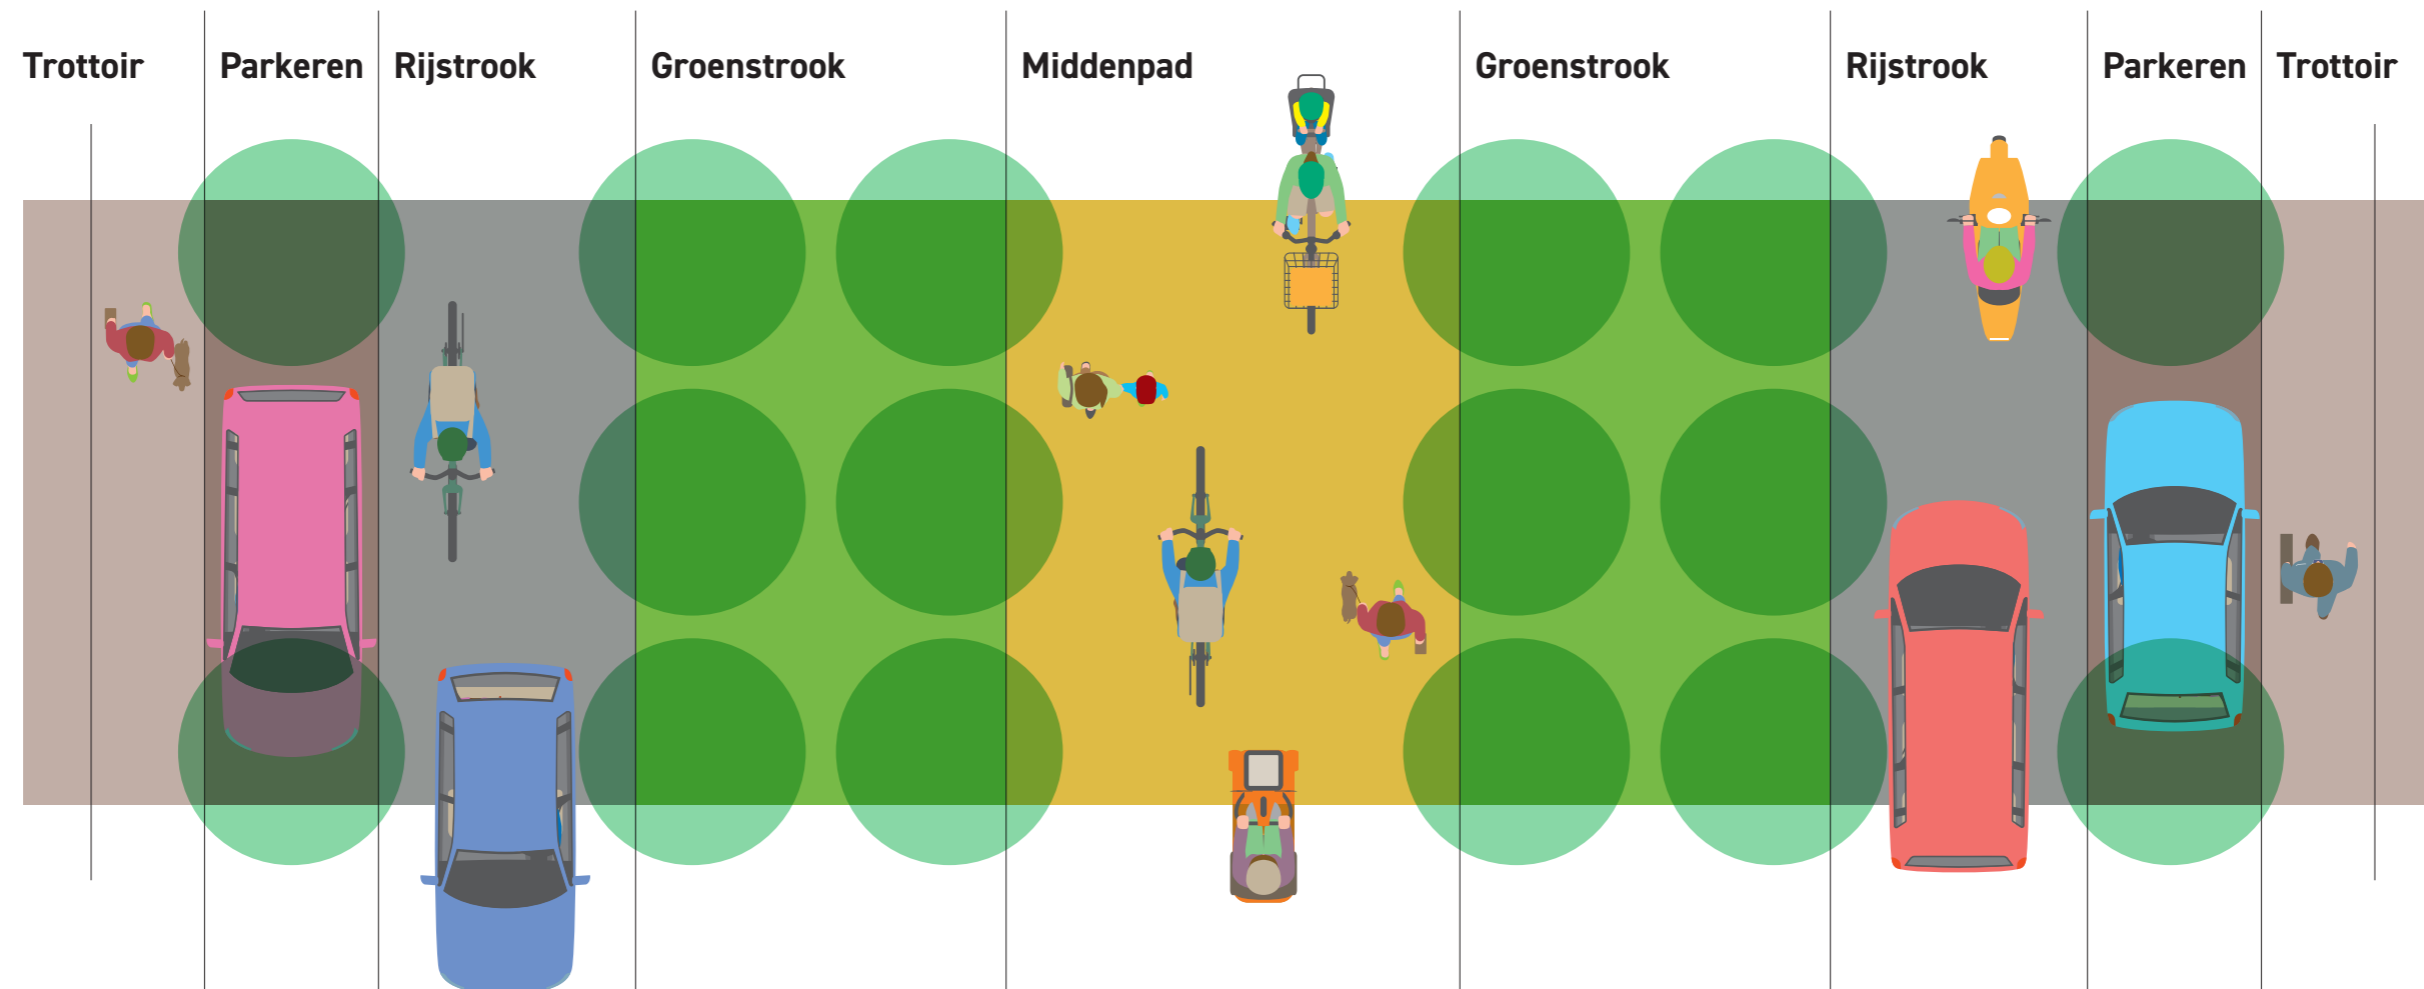 Trottoir
Parkeren
Rijstrook
Groenstrook
Middenpad
Groenstrook
Rijstrook
Parkeren
Trottoir